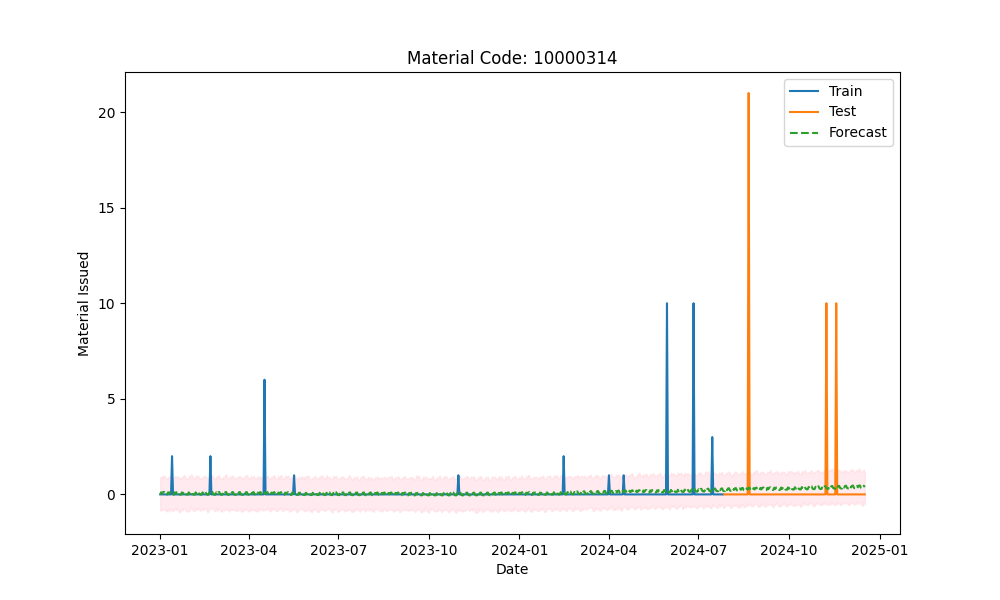 Material Code: 10000314
Train
Test
Forecast
20
15
10
5
0
Material Issued
2023-01 2023-04 2023-07 2023-10 2024-01 2024-04 2024-07 2024-10 2025-01
Date